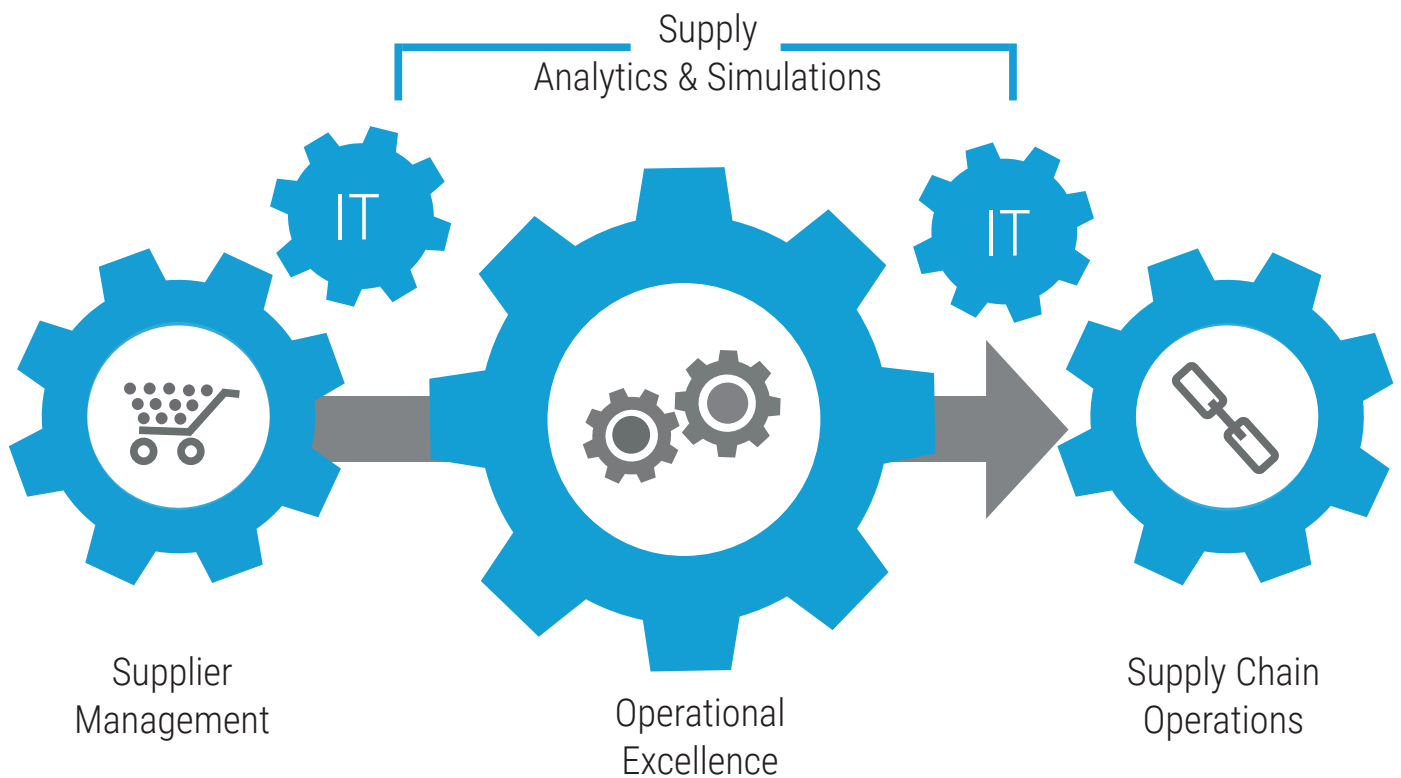 Supply
Analytics & Simulations
IT
IT
Supplier
Management
Operational
Excellence
Supply Chain
Operations